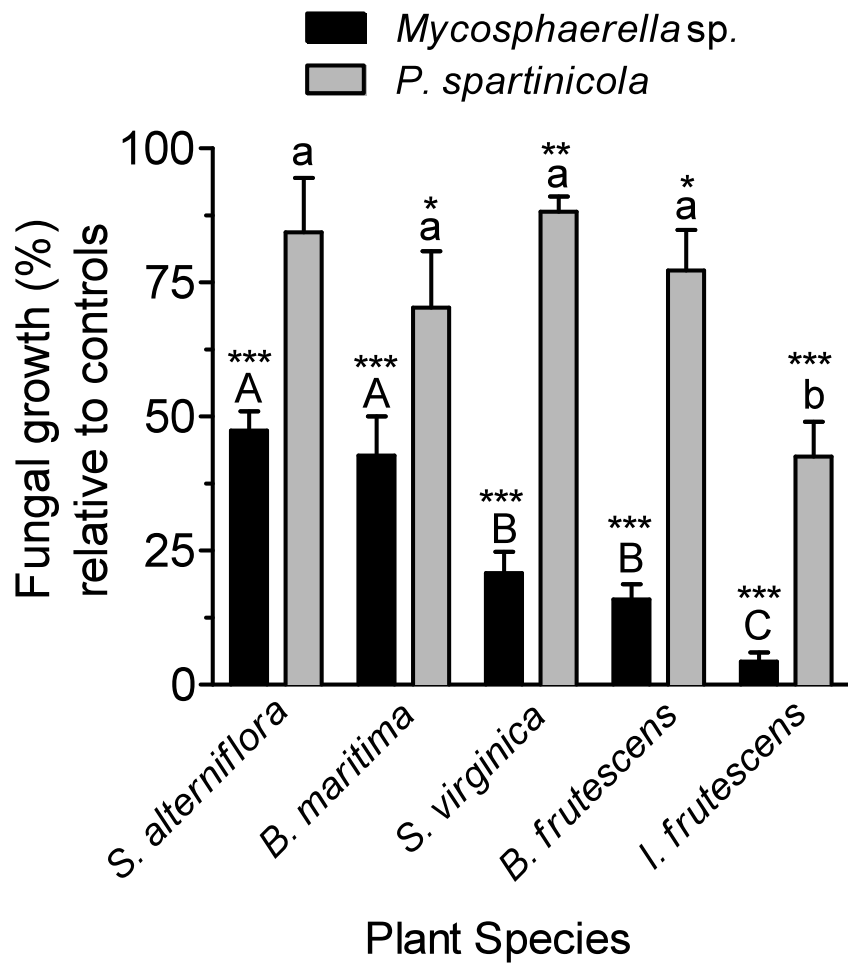 Mycosphaerella sp.
P. spartinicola
Fungal growth (%)
relative to controls
100
75
50
25
0
***
A
a
***
A
*
a
***
B
**
a
***
B
*
a
***
C
***
b
S. alterniflora
B. maritima
S. virginica
B. frutescens
I. frutescens
Plant Species